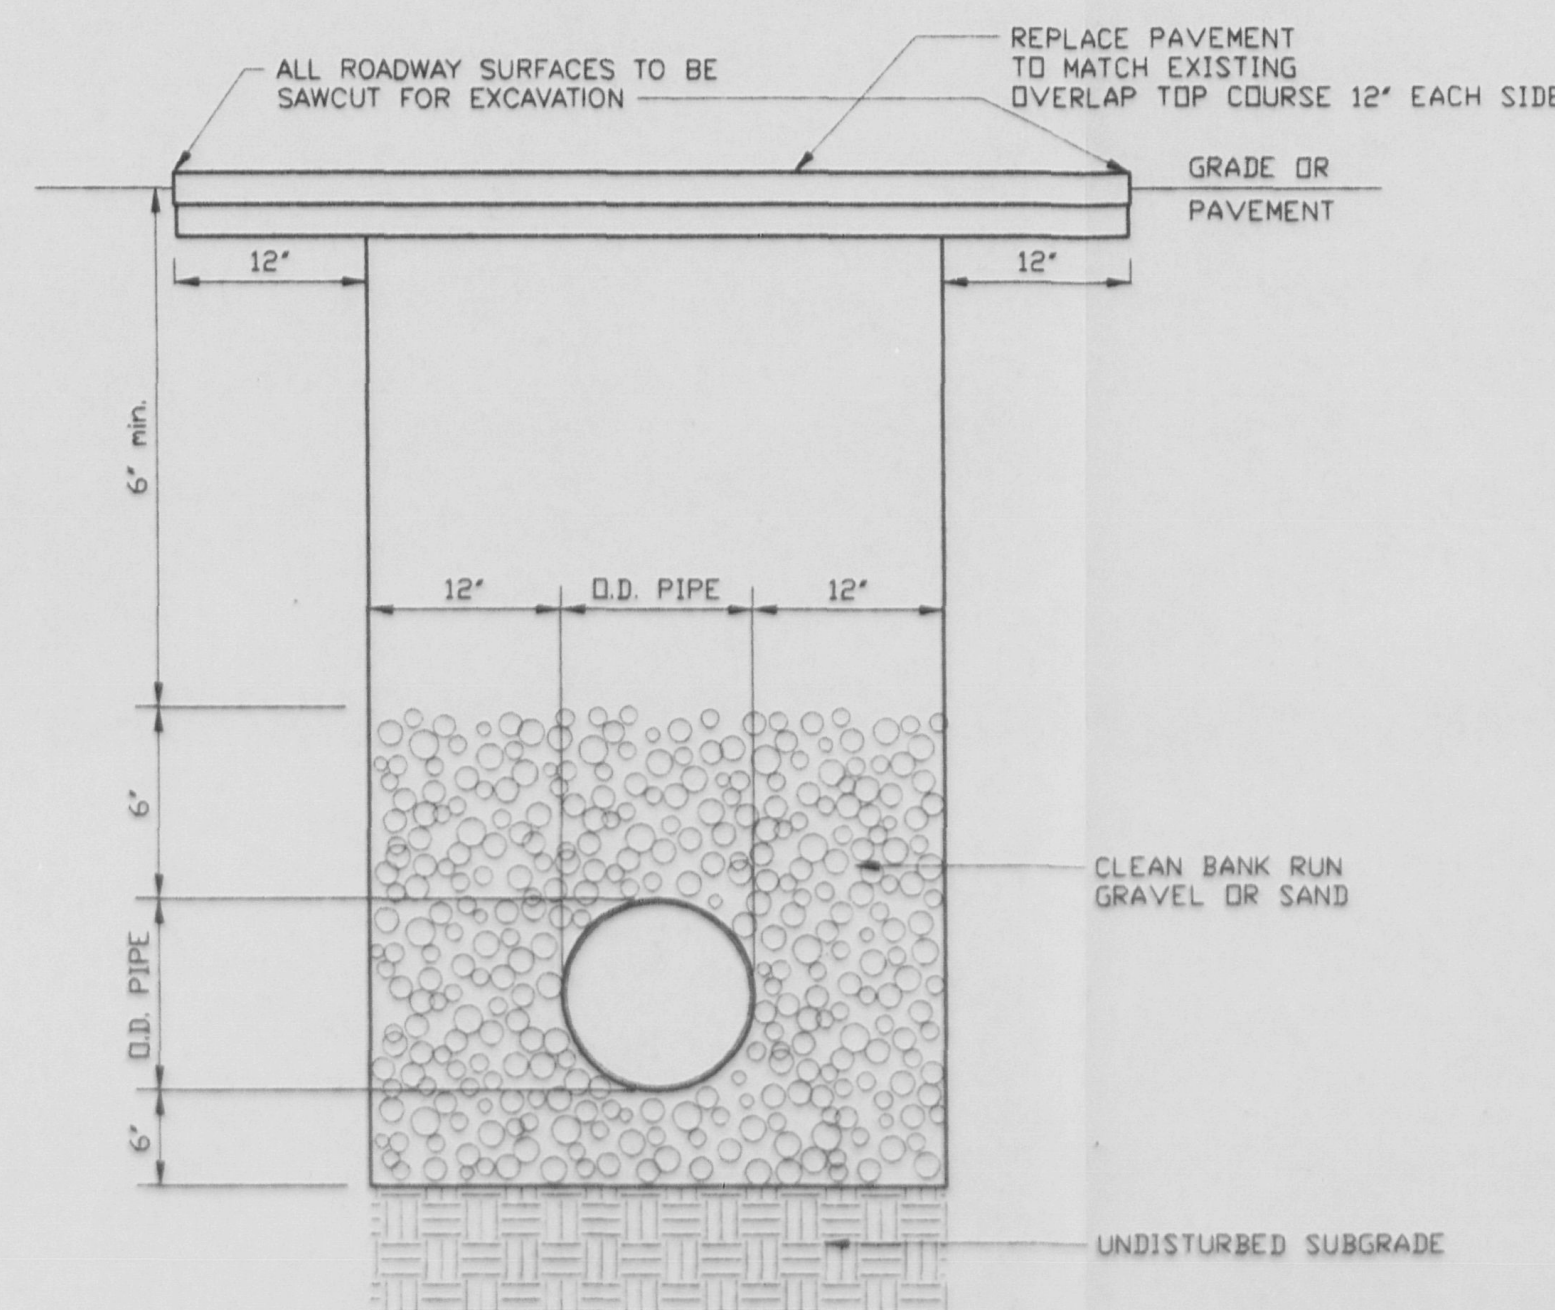 ALL ROADWAY SURFACES TO BE
SAWCUT FOR EXCAVATION
REPLACE PAVEMENT
TO MATCH EXISTING
OVERLAP TOP COURSE 12" EACH SIDE
GRADE OR
PAVEMENT
12"
12"
6" min.
12"
O.D. PIPE
12"
6"
CLEAN BANK RUN
GRAVEL OR SAND
O.D. PIPE
6"
UNDISTURBED SUBGRADE